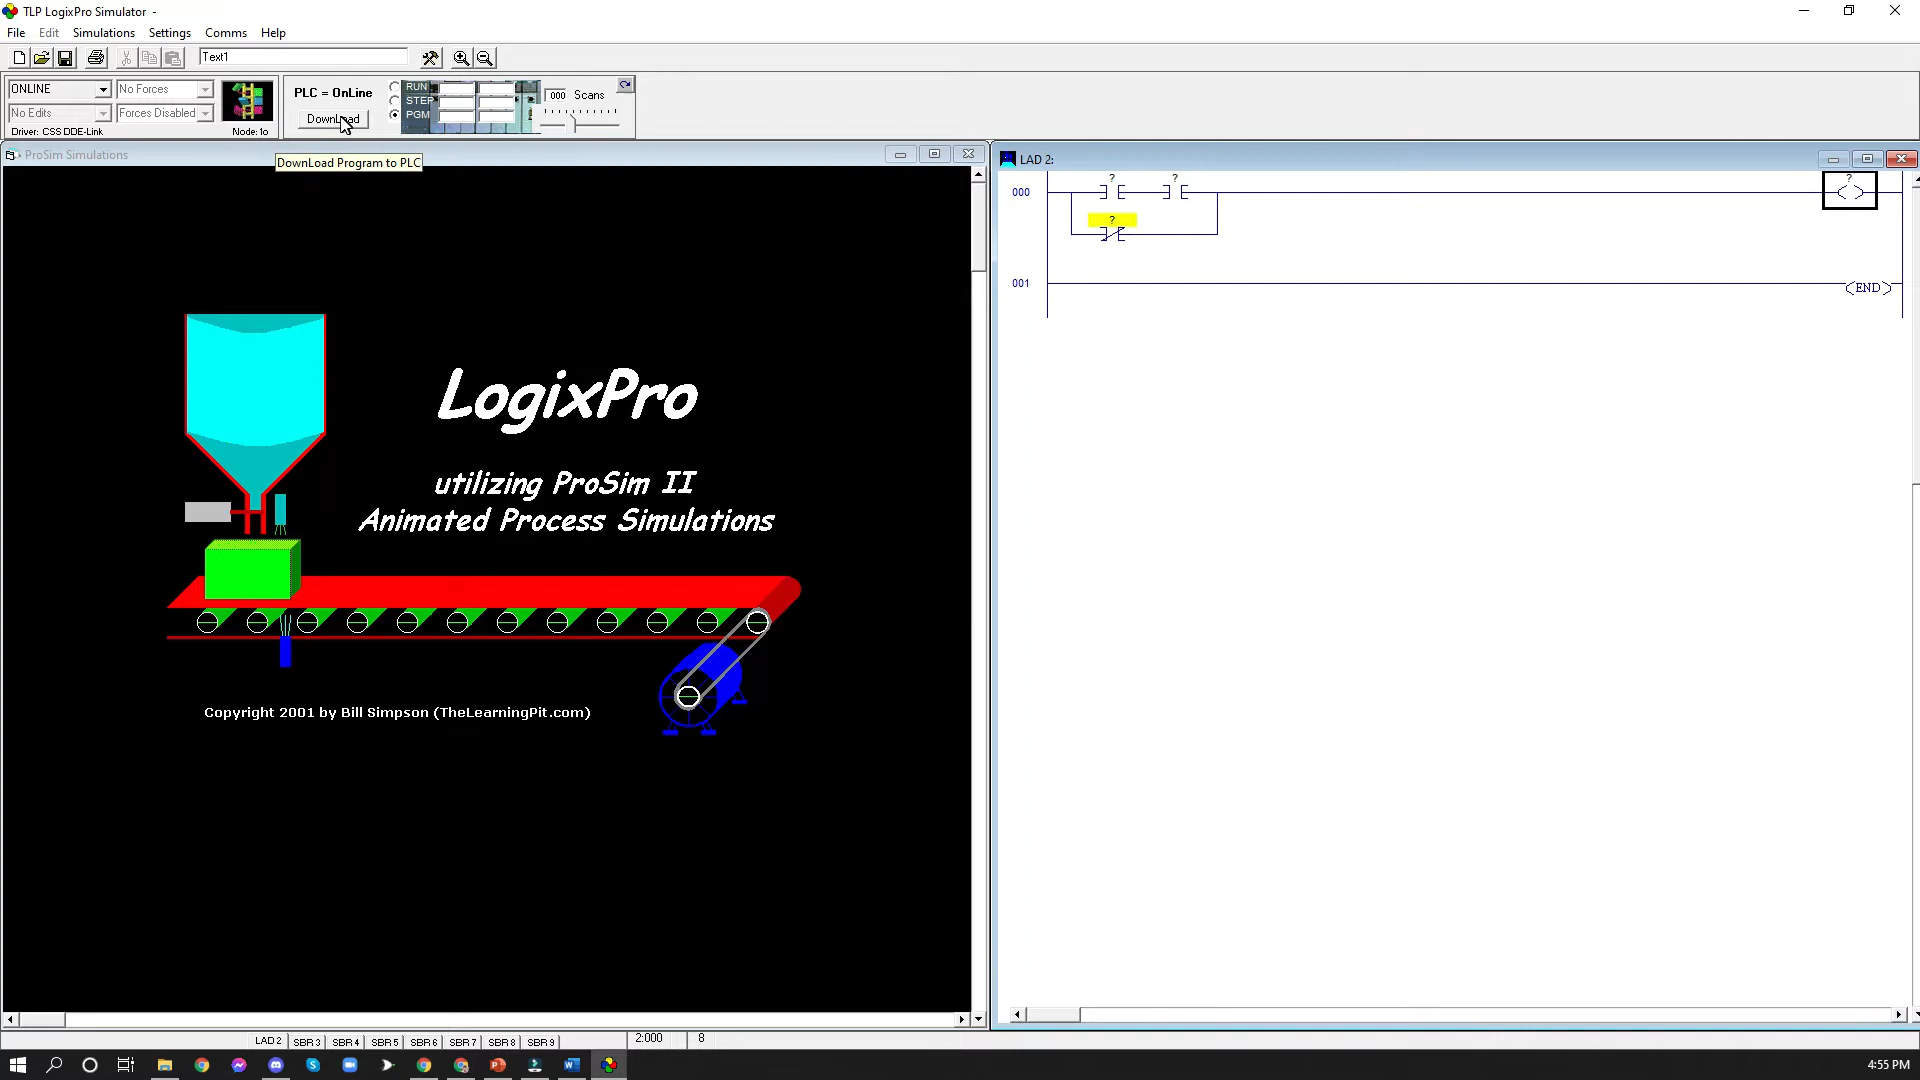 TLP LogixPro Simulator -
File Edit Simulations Settings Comms Help
Text1
ONLINE No Forces
No Edits Forces Disabled
Driver: CSS DDE-Link Node: 1o
PLC = OnLine
DownLoad
RUN
STEP
PGM
000 Scans
ProSim Simulations
DownLoad Program to PLC
LogixPro
utilizing ProSim II
Animated Process Simulations
Copyright 2001 by Bill Simpson (TheLearningPit.com)
LAD 2:
? ? ?
000
?
001
END
LAD 2 SBR 3 SBR 4 SBR 5 SBR 6 SBR 7 SBR 8 SBR 9 2:000 8
4:55 PM